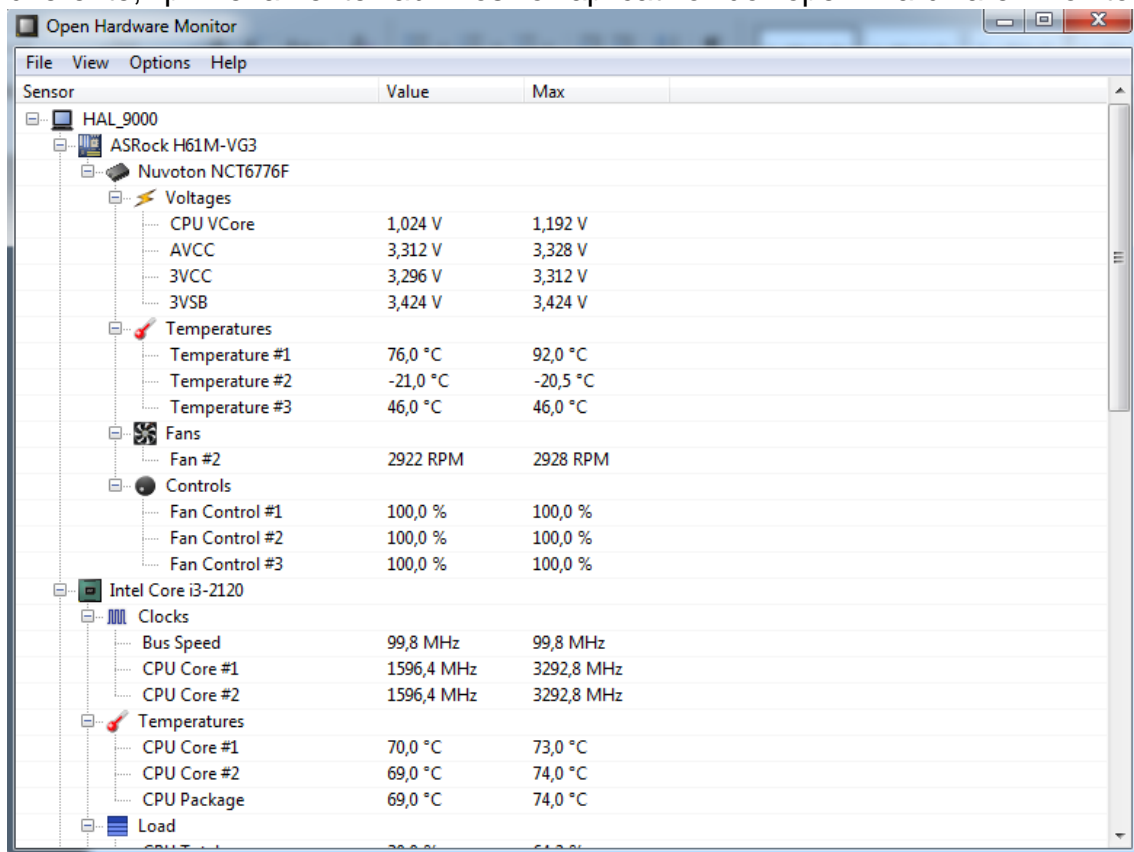 Open Hardware Monitor
File View Options Help
Sensor Value Max
HAL_9000
ASRock H61M-VG3
Nuvoton NCT6776F
Voltages
CPU VCore 1,024 V 1,192 V
AVCC 3,312 V 3,328 V
3VCC 3,296 V 3,312 V
3VSB 3,424 V 3,424 V
Temperatures
Temperature #1 76,0 °C 92,0 °C
Temperature #2 -21,0 °C -20,5 °C
Temperature #3 46,0 °C 46,0 °C
Fans
Fan #2 2922 RPM 2928 RPM
Controls
Fan Control #1 100,0 % 100,0 %
Fan Control #2 100,0 % 100,0 %
Fan Control #3 100,0 % 100,0 %
Intel Core i3-2120
Clocks
Bus Speed 99,8 MHz 99,8 MHz
CPU Core #1 1596,4 MHz 3292,8 MHz
CPU Core #2 1596,4 MHz 3292,8 MHz
Temperatures
CPU Core #1 70,0 °C 73,0 °C
CPU Core #2 69,0 °C 74,0 °C
CPU Package 69,0 °C 74,0 °C
Load